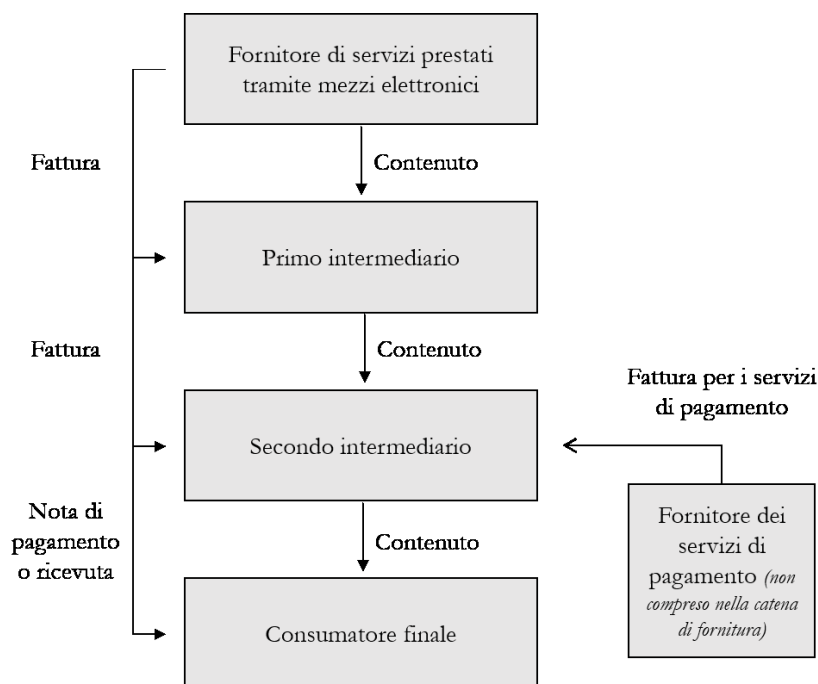 Fornitore di servizi prestati
tramite mezzi elettronici
Fattura
Contenuto
Primo intermediario
Fattura
Contenuto
Fattura per i servizi
di pagamento
Secondo intermediario
Nota di
pagamento
o ricevuta
Contenuto
Fornitore dei
servizi di
pagamento (non
compreso nella catena
di fornitura)
Consumatore finale